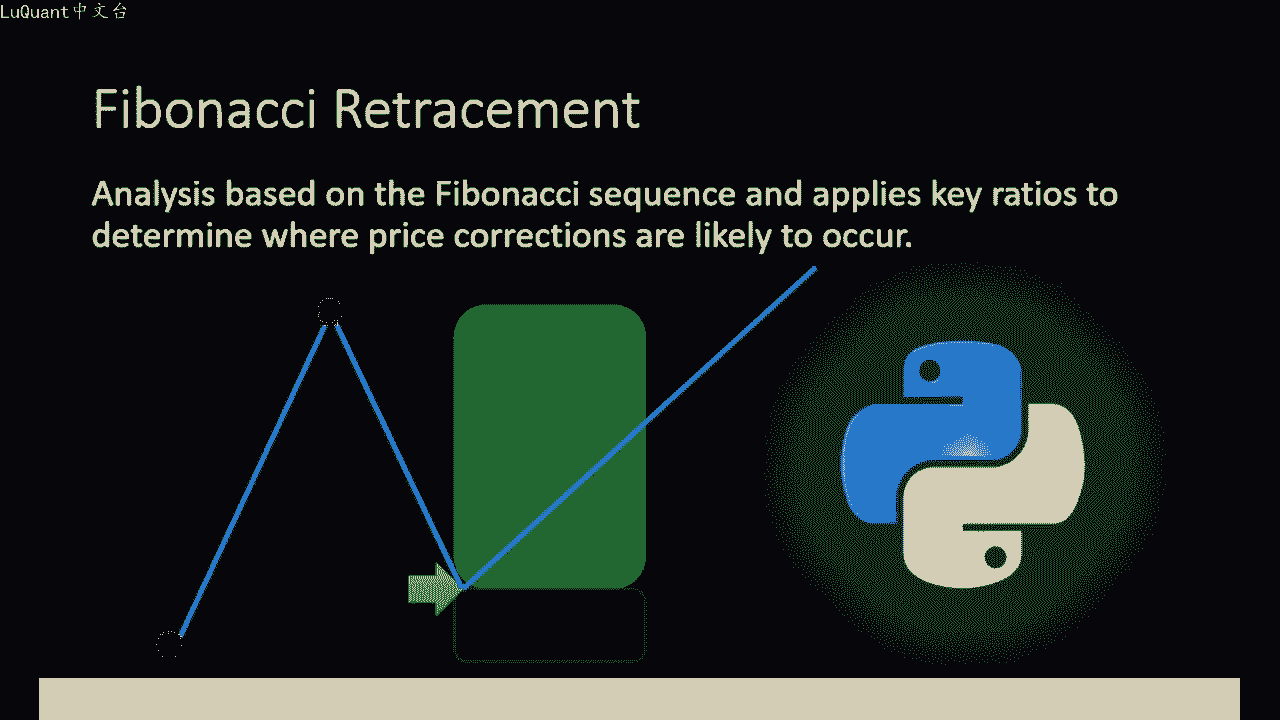 LuQuant中文台
Fibonacci Retracement
Analysis based on the Fibonacci sequence and applies key ratios to
determine where price corrections are likely to occur.